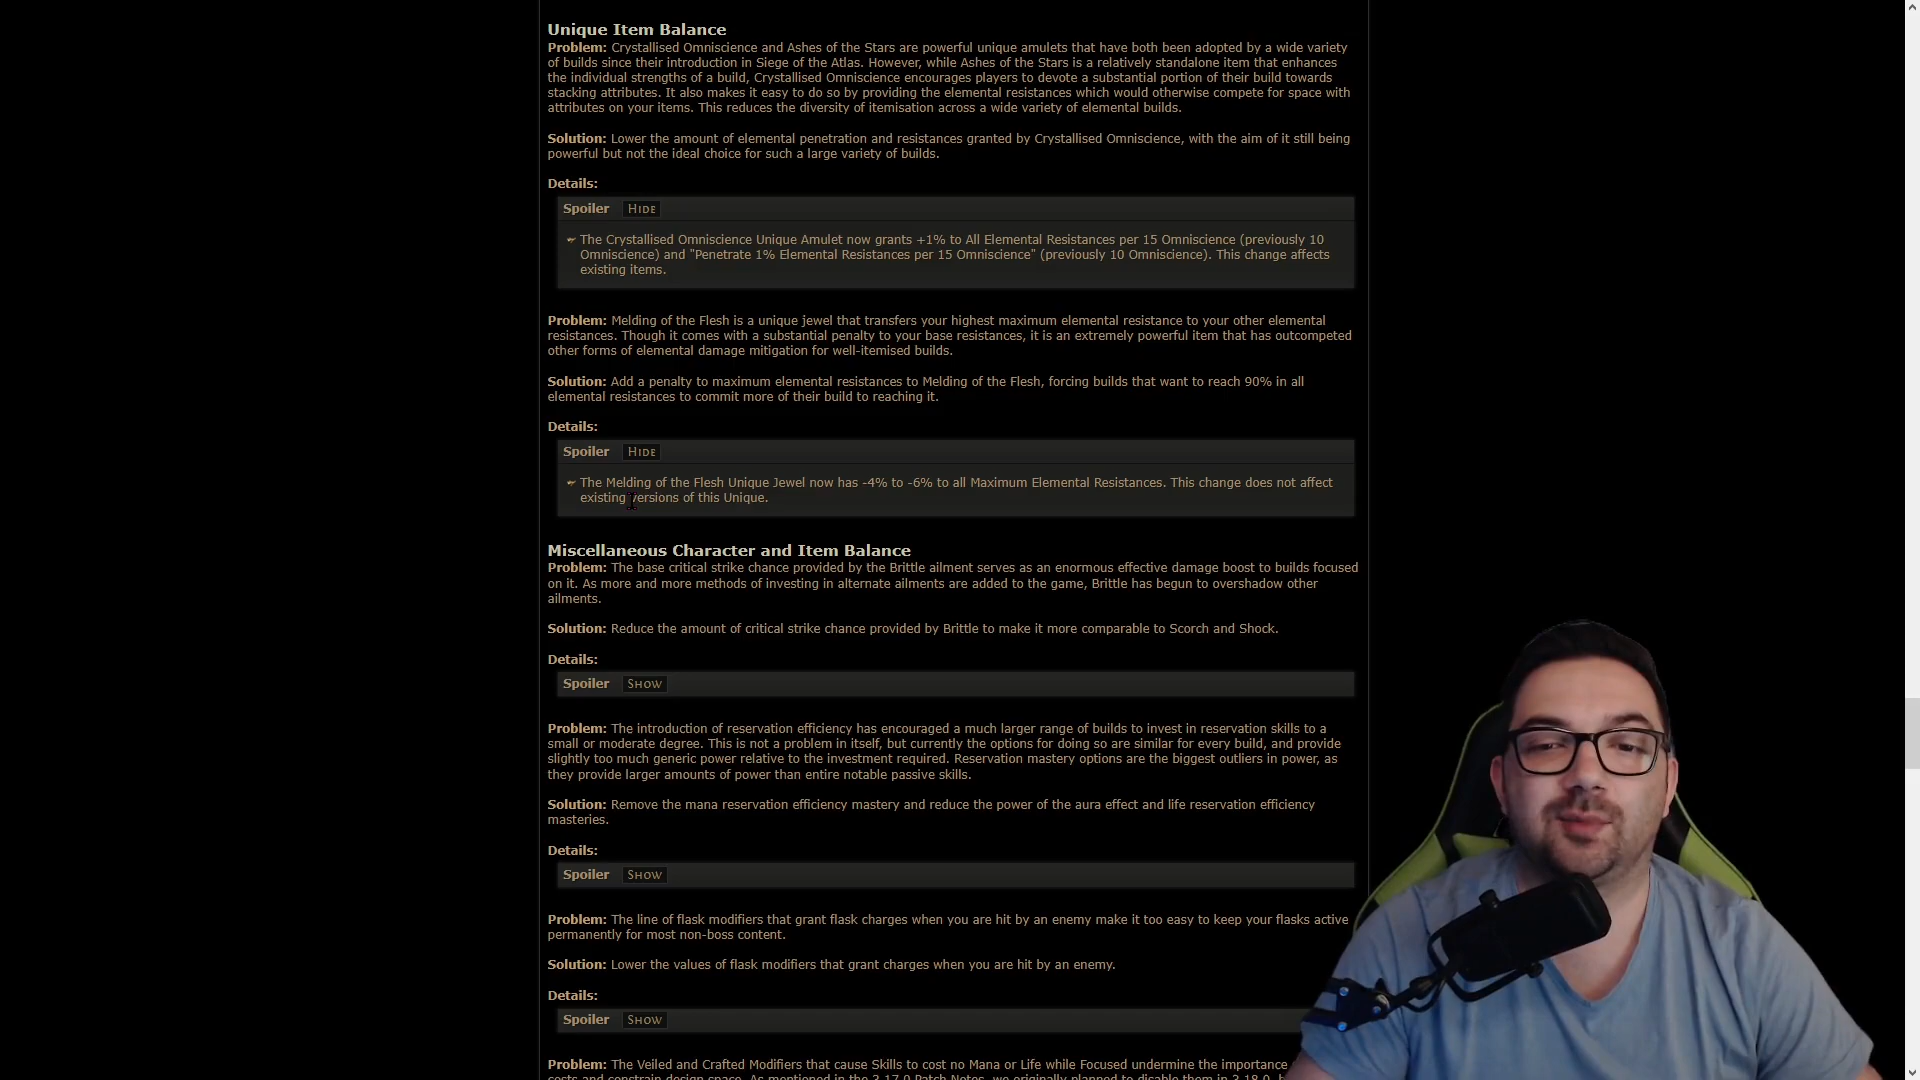 Unique Item Balance
Problem: Crystallised Omniscience and Ashes of the Stars are powerful unique amulets that have both been adopted by a wide variety
of builds since their introduction in Siege of the Atlas. However, while Ashes of the Stars is a relatively standalone item that enhances
the individual strengths of a build, Crystallised Omniscience encourages players to devote a substantial portion of their build towards
stacking attributes. It also makes it easy to do so by providing the elemental resistances which would otherwise compete for space with
attributes on your items. This reduces the diversity of itemisation across a wide variety of elemental builds.
Solution: Lower the amount of elemental penetration and resistances granted by Crystallised Omniscience, with the aim of it still being
powerful but not the ideal choice for such a large variety of builds.
Details:
Spoiler HIDE
The Crystallised Omniscience Unique Amulet now grants +1% to All Elemental Resistances per 15 Omniscience (previously 10
Omniscience) and "Penetrate 1% Elemental Resistances per 15 Omniscience" (previously 10 Omniscience). This change affects
existing items.
Problem: Melding of the Flesh is a unique jewel that transfers your highest maximum elemental resistance to your other elemental
resistances. Though it comes with a substantial penalty to your base resistances, it is an extremely powerful item that has outcompeted
other forms of elemental damage mitigation for well-itemised builds.
Solution: Add a penalty to maximum elemental resistances to Melding of the Flesh, forcing builds that want to reach 90% in all
elemental resistances to commit more of their build to reaching it.
Details:
Spoiler HIDE
The Melding of the Flesh Unique Jewel now has -4% to -6% to all Maximum Elemental Resistances. This change does not affect
existing versions of this Unique.
Miscellaneous Character and Item Balance
Problem: The base critical strike chance provided by the Brittle ailment serves as an enormous effective damage boost to builds focused
on it. As more and more methods of investing in alternate ailments are added to the game, Brittle has begun to overshadow other
ailments.
Solution: Reduce the amount of critical strike chance provided by Brittle to make it more comparable to Scorch and Shock.
Details:
Spoiler SHOW
Problem: The introduction of reservation efficiency has encouraged a much larger range of builds to invest in reservation skills to a
small or moderate degree. This is not a problem in itself, but currently the options for doing so are similar for every build, and provide
slightly too much generic power relative to the investment required. Reservation mastery options are the biggest outliers in power, as
they provide larger amounts of power than entire notable passive skills.
Solution: Remove the mana reservation efficiency mastery and reduce the power of the aura effect and life reservation efficiency
masteries.
Details:
Spoiler SHOW
Problem: The line of flask modifiers that grant flask charges when you are hit by an enemy make it too easy to keep your flasks active
permanently for most non-boss content.
Solution: Lower the values of flask modifiers that grant charges when you are hit by an enemy.
Details:
Spoiler SHOW
Problem: The Veiled and Crafted Modifiers that cause Skills to cost no Mana or Life while Focused undermine the importance
costs and constrain design space. As mentioned in the 3.17.0 Patch Notes, we originally planned to disable them in 3.18.0,